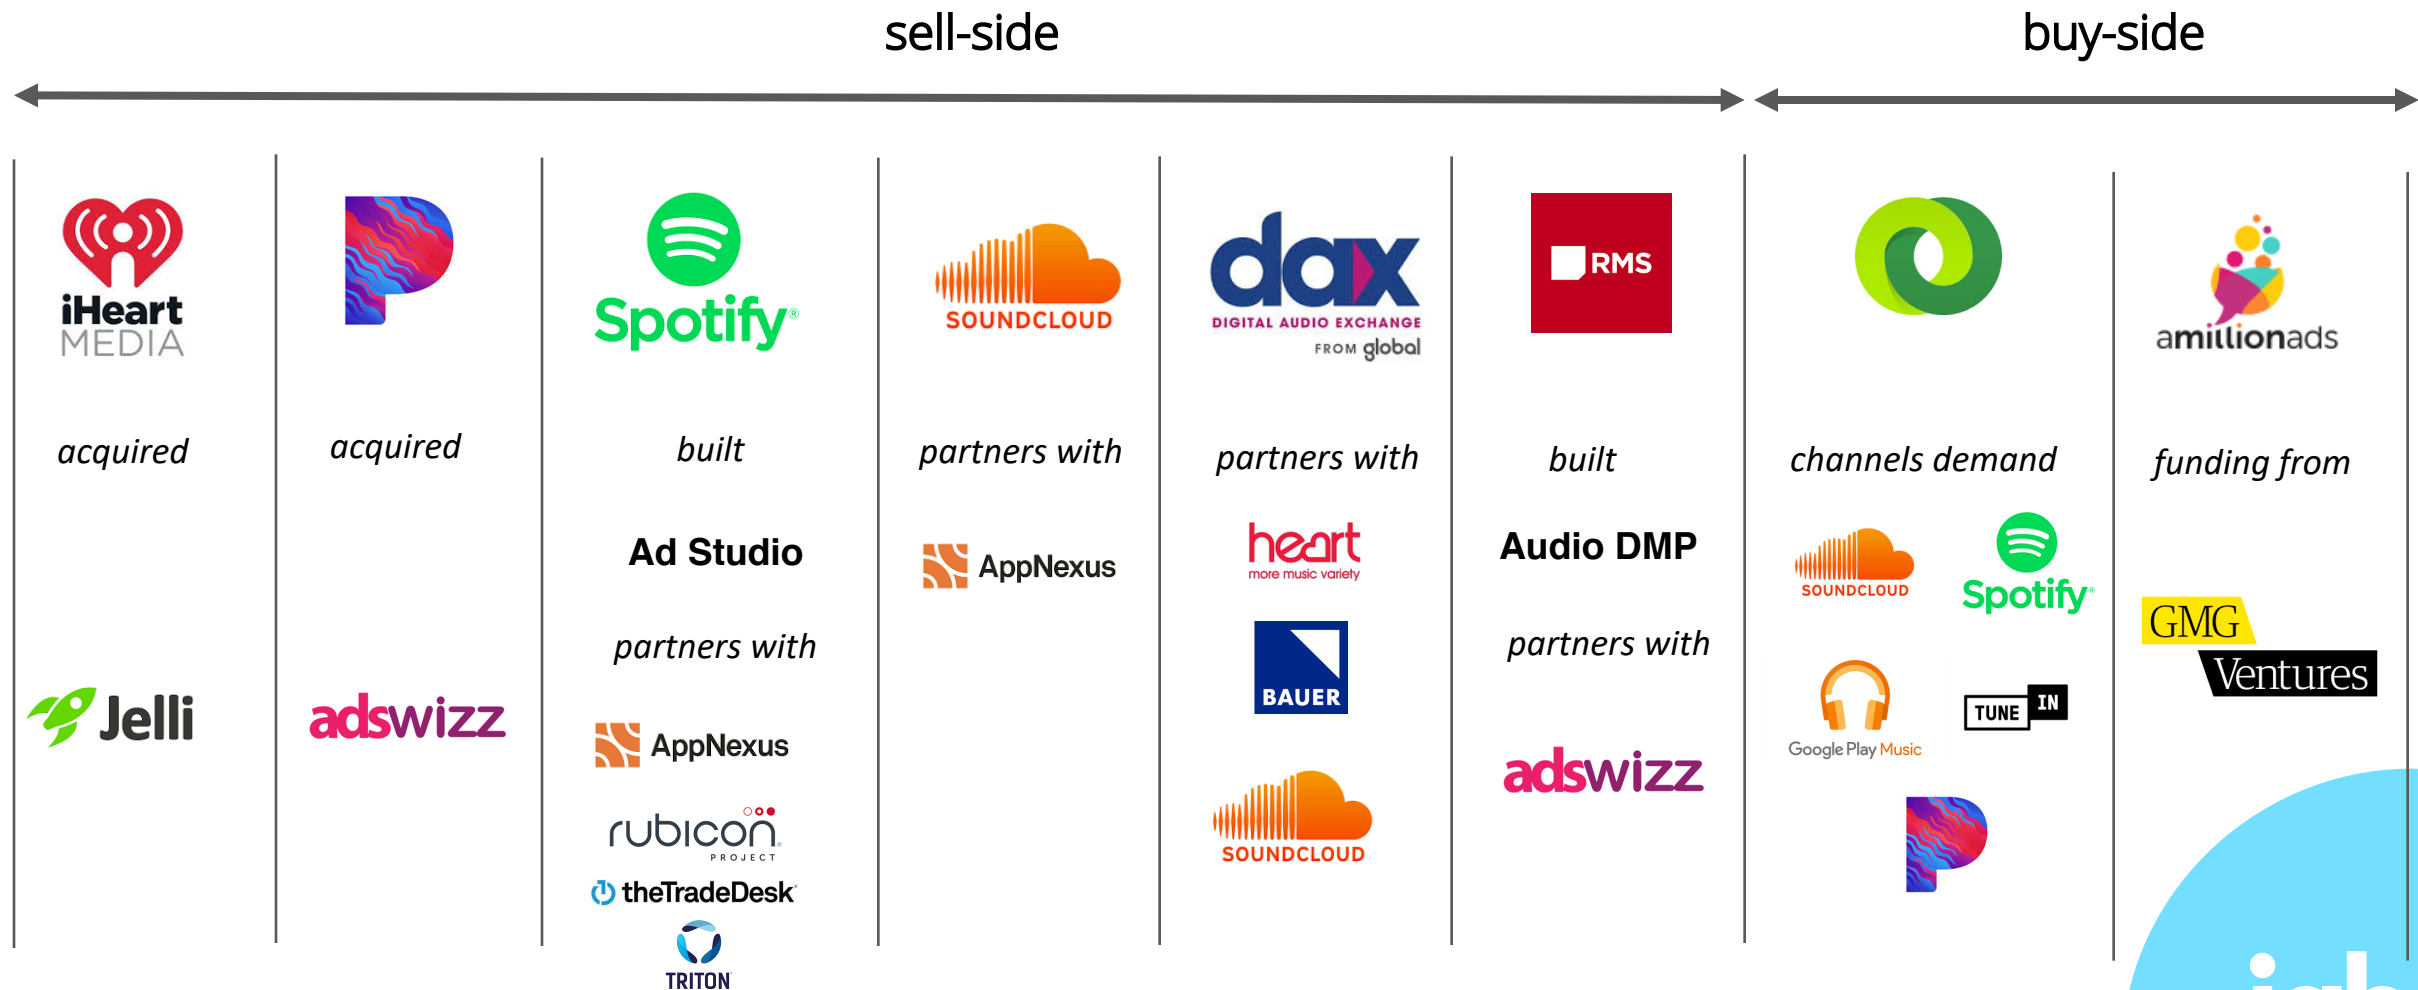 sell-side
buy-side
iHeart
MEDIA
acquired
Jelli
acquired
adswizz
Spotify®
built
Ad Studio
partners with
AppNexus
rubicon
PROJECT
theTradeDesk
TRITON
SOUNDCLOUD
partners with
AppNexus
dax
DIGITAL AUDIO EXCHANGE
FROM global
partners with
heart
more music variety
BAUER
SOUNDCLOUD
RMS
built
Audio DMP
partners with
adswizz
channels demand
SOUNDCLOUD
Spotify®
Google Play Music
TUNE IN
amillionads
funding from
GMG
Ventures
iab